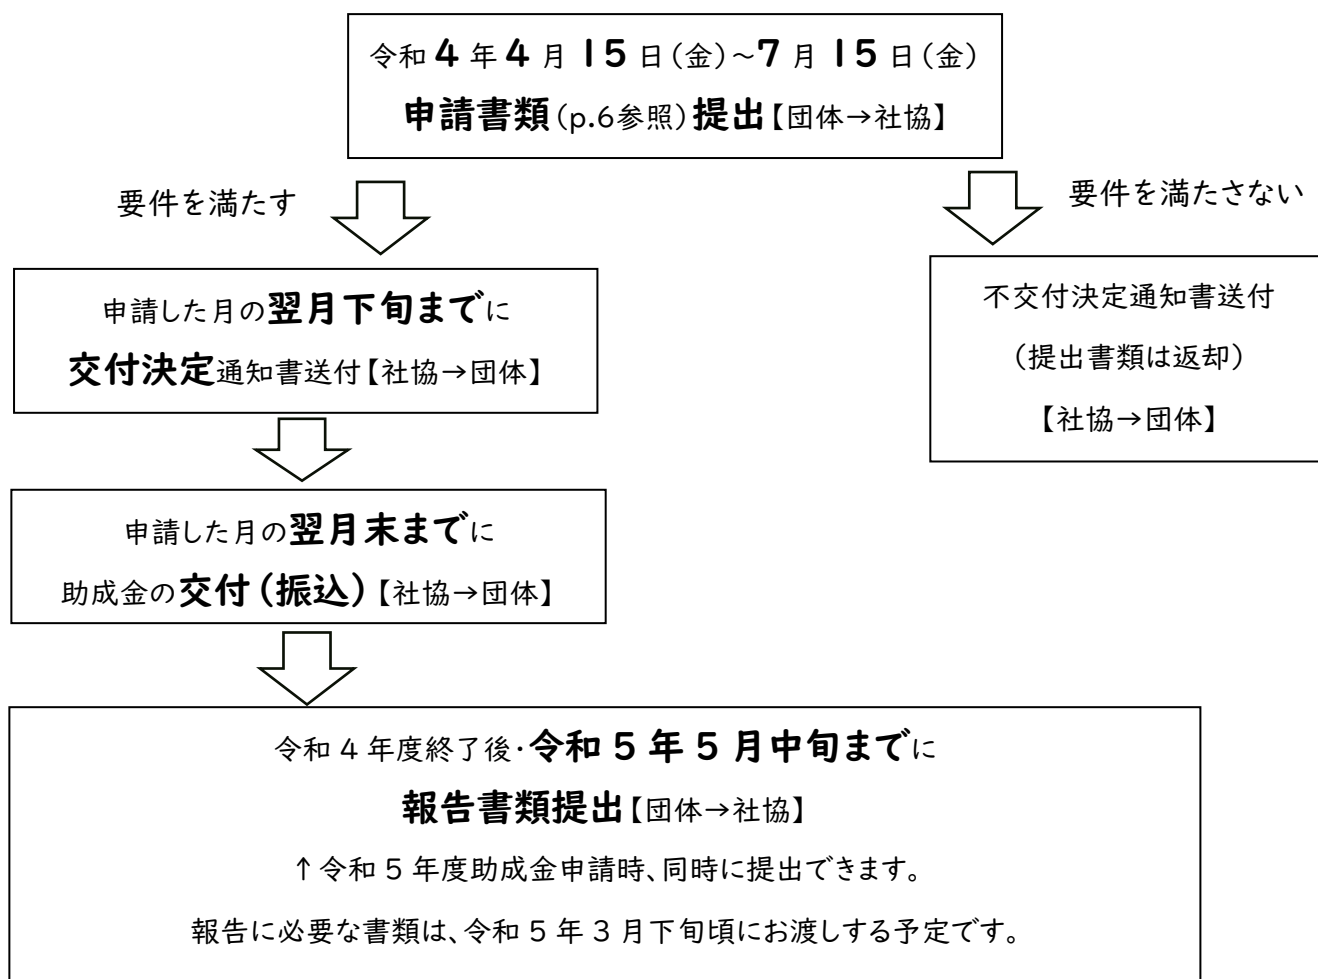 令和4年4月15日(金)~7月15日(金)
申請書類(p.6参照)提出【団体→社協】
要件を満たす
要件を満たさない
申請した月の翌月下旬までに
交付決定通知書送付【社協→団体】
不交付決定通知書送付
(提出書類は返却)
【社協→団体】
申請した月の翌月末までに
助成金の交付(振込)【社協→団体】
令和4年度終了後・令和5年5月中旬までに
報告書類提出【団体→社協】
↑令和5年度助成金申請時、同時に提出できます。
報告に必要な書類は、令和5年3月下旬頃にお渡しする予定です。